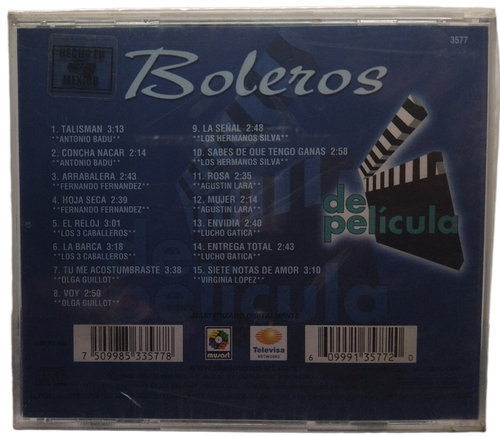 3577
HECHO EN
MEXICO
Boleros
1. TALISMAN 3:13
**ANTONIO BADU**
2. CONCHA NACAR 2:14
**ANTONIO BADU**
3. ARRABALERA 2:43
**FERNANDO FERNANDEZ**
4. HOJA SECA 2:39
**FERNANDO FERNANDEZ**
5. EL RELOJ 3:01
**LOS 3 CABALLEROS**
6. LA BARCA 3:18
**LOS 3 CABALLEROS**
7. TU ME ACOSTUMBRASTE 3:38
**OLGA GUILLOT**
8. VOY 2:50
**OLGA GUILLOT**
9. LA SEÑAL 2:48
**LOS HERMANOS SILVA**
10. SABES DE QUE TENGO GANAS 2:58
**LOS HERMANOS SILVA**
11. ROSA 2:35
**AGUSTIN LARA**
12. MUJER 2:14
**AGUSTIN LARA**
13. ENVIDIA 2:40
**LUCHO GATICA**
14. ENTREGA TOTAL 2:43
**LUCHO GATICA**
15. SIETE NOTAS DE AMOR 3:10
**VIRGINIA LOPEZ**
de
película
de
película
7 509985 335778
musart
Televisa
6 09991 35772 0